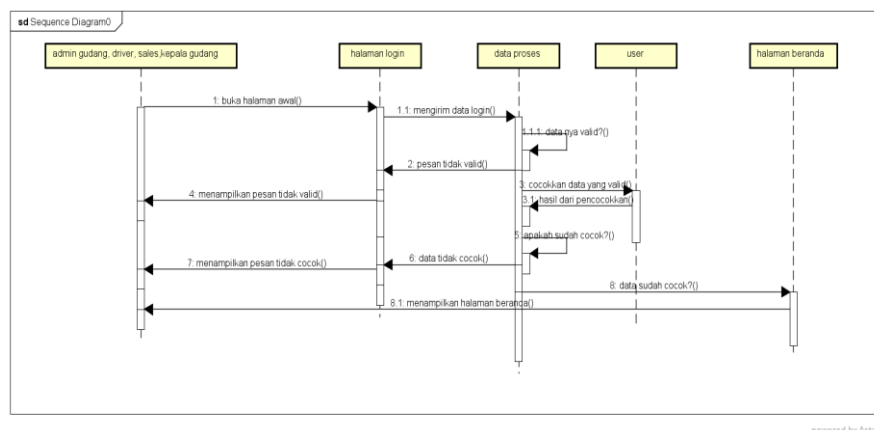 sd Sequence Diagram0
admin gudang, driver, sales,kepala gudang
halaman login
data proses
user
halaman beranda
1: buka halaman awal()
1.1: mengirim data login()
1.1.1: data nya valid?()
2: pesan tidak valid()
3: cocokkan data yang valid()
4: menampilkan pesan tidak valid()
3.1: hasil dari pencocokkan()
5: apakah sudah cocok?()
6: data tidak cocok()
7: menampilkan pesan tidak cocok()
8: data sudah cocok?()
8.1: menampilkan halaman beranda()
powered by Asta